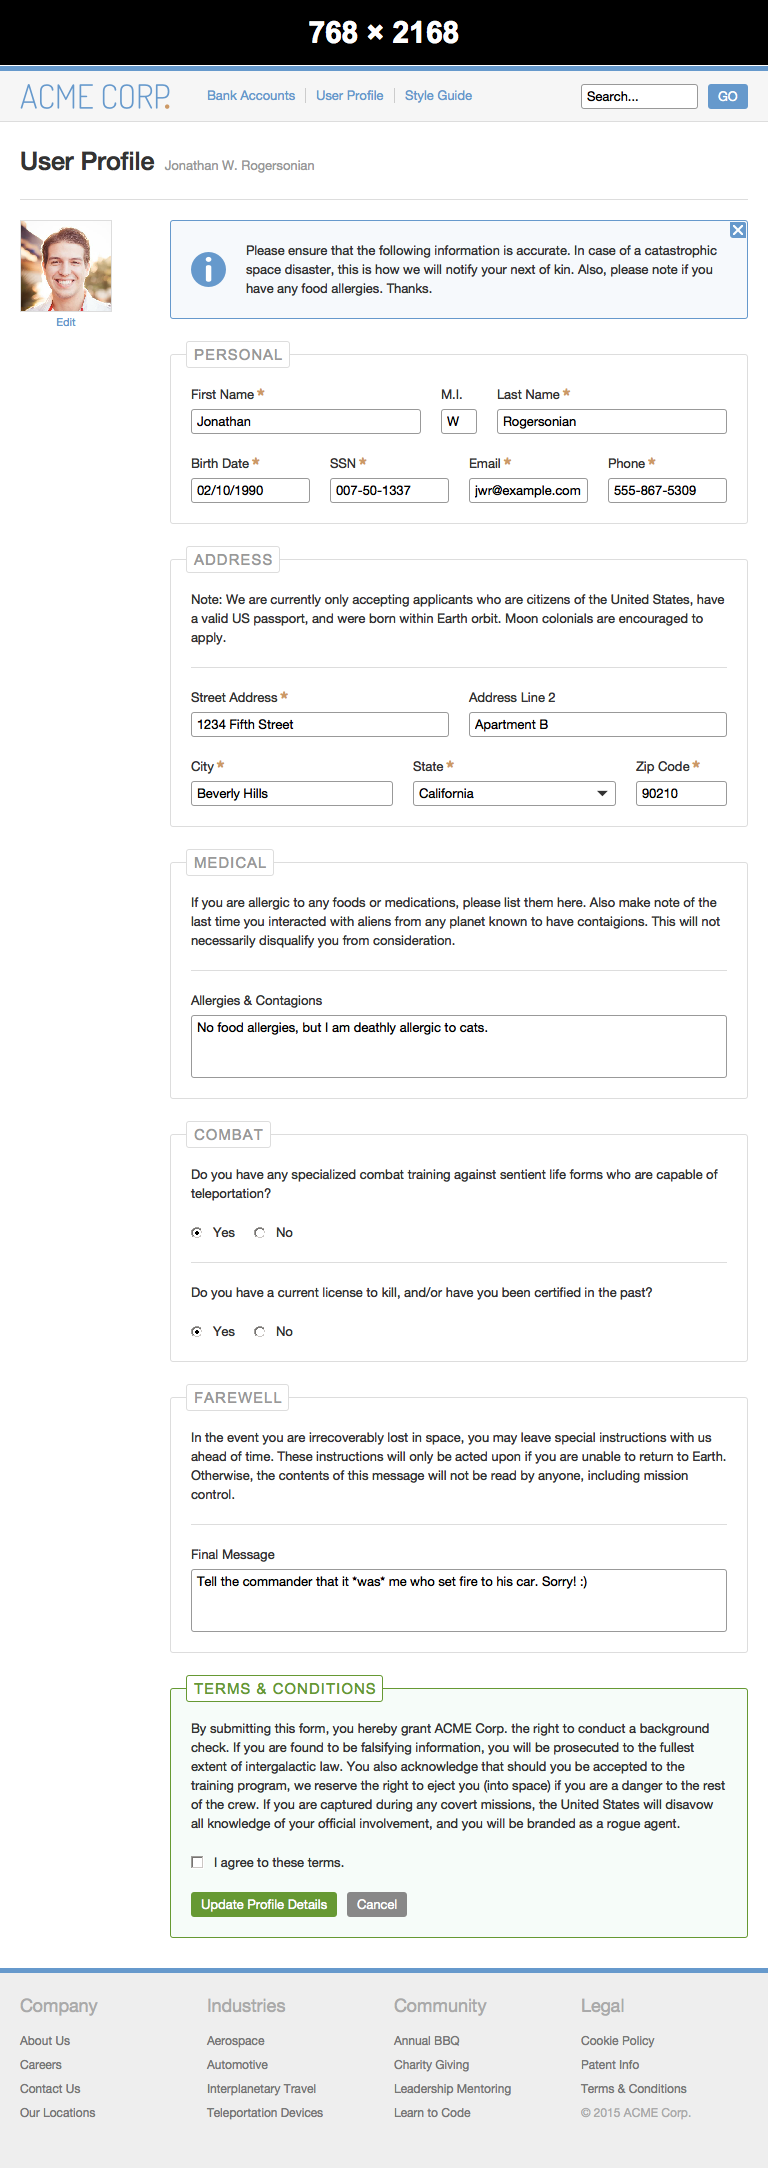 768 × 2168
ACME CORP.
Bank Accounts
User Profile
Style Guide
Search...
GO
User Profile Jonathan W. Rogersonian
Edit
Please ensure that the following information is accurate. In case of a catastrophic
space disaster, this is how we will notify your next of kin. Also, please note if you
have any food allergies. Thanks.
PERSONAL
First Name * M.I. Last Name *
Jonathan W Rogersonian
Birth Date * SSN * Email * Phone *
02/10/1990 007-50-1337 jwr@example.com 555-867-5309
ADDRESS
Note: We are currently only accepting applicants who are citizens of the United States, have
a valid US passport, and were born within Earth orbit. Moon colonials are encouraged to
apply.
Street Address * Address Line 2
1234 Fifth Street Apartment B
City * State * Zip Code *
Beverly Hills California 90210
MEDICAL
If you are allergic to any foods or medications, please list them here. Also make note of the
last time you interacted with aliens from any planet known to have contaigions. This will not
necessarily disqualify you from consideration.
Allergies & Contagions
No food allergies, but I am deathly allergic to cats.
COMBAT
Do you have any specialized combat training against sentient life forms who are capable of
teleportation?
Yes No
Do you have a current license to kill, and/or have you been certified in the past?
Yes No
FAREWELL
In the event you are irrecoverably lost in space, you may leave special instructions with us
ahead of time. These instructions will only be acted upon if you are unable to return to Earth.
Otherwise, the contents of this message will not be read by anyone, including mission
control.
Final Message
Tell the commander that it *was* me who set fire to his car. Sorry! :)
TERMS & CONDITIONS
By submitting this form, you hereby grant ACME Corp. the right to conduct a background
check. If you are found to be falsifying information, you will be prosecuted to the fullest
extent of intergalactic law. You also acknowledge that should you be accepted to the
training program, we reserve the right to eject you (into space) if you are a danger to the rest
of the crew. If you are captured during any covert missions, the United States will disavow
all knowledge of your official involvement, and you will be branded as a rogue agent.
I agree to these terms.
Update Profile Details Cancel
Company
About Us
Careers
Contact Us
Our Locations
Industries
Aerospace
Automotive
Interplanetary Travel
Teleportation Devices
Community
Annual BBQ
Charity Giving
Leadership Mentoring
Learn to Code
Legal
Cookie Policy
Patent Info
Terms & Conditions
© 2015 ACME Corp.